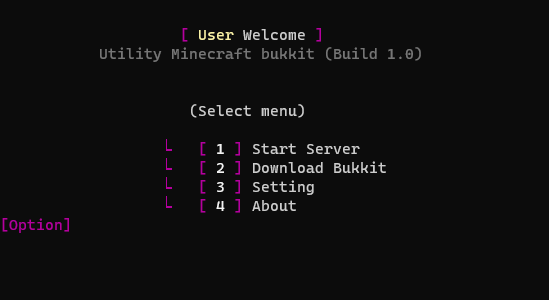 [ User Welcome ]
Utility Minecraft bukkit (Build 1.0)
(Select menu)
└ [ 1 ] Start Server
└ [ 2 ] Download Bukkit
└ [ 3 ] Setting
└ [ 4 ] About
[Option]